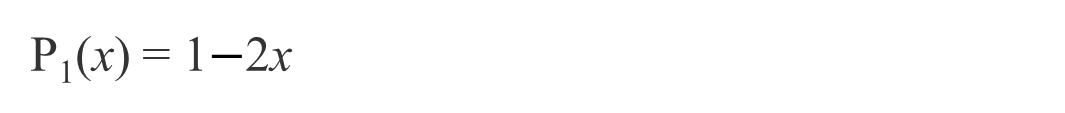 P₁(x) = 1−2x